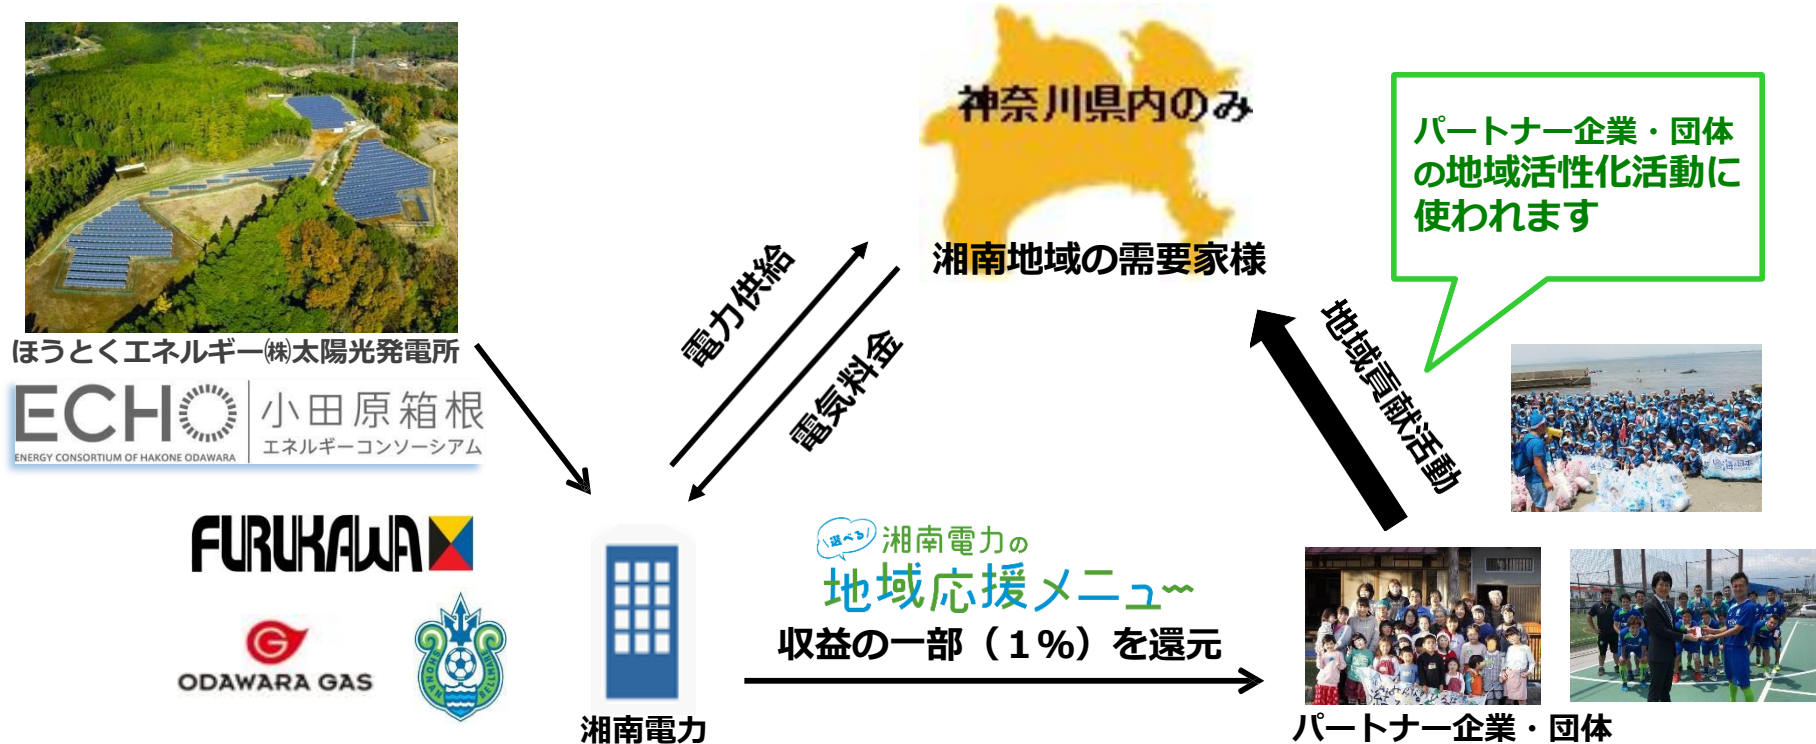 神奈川県内のみ
湘南地域の需要家様
パートナー企業・団体
の地域活性化活動に
使われます
ほうとくエネルギー㈱太陽光発電所
ECHO
ENERGY CONSORTIUM OF HAKONE ODAWARA
小田原箱根
エネルギーコンソーシアム
電力供給
電気料金
地域貢献活動
FURUKAWA
G
ODAWARA GAS
SHONAN BELLMARE
湘南電力
選べる!
湘南電力の
地域応援メニュー
収益の一部（１％）を還元
パートナー企業・団体